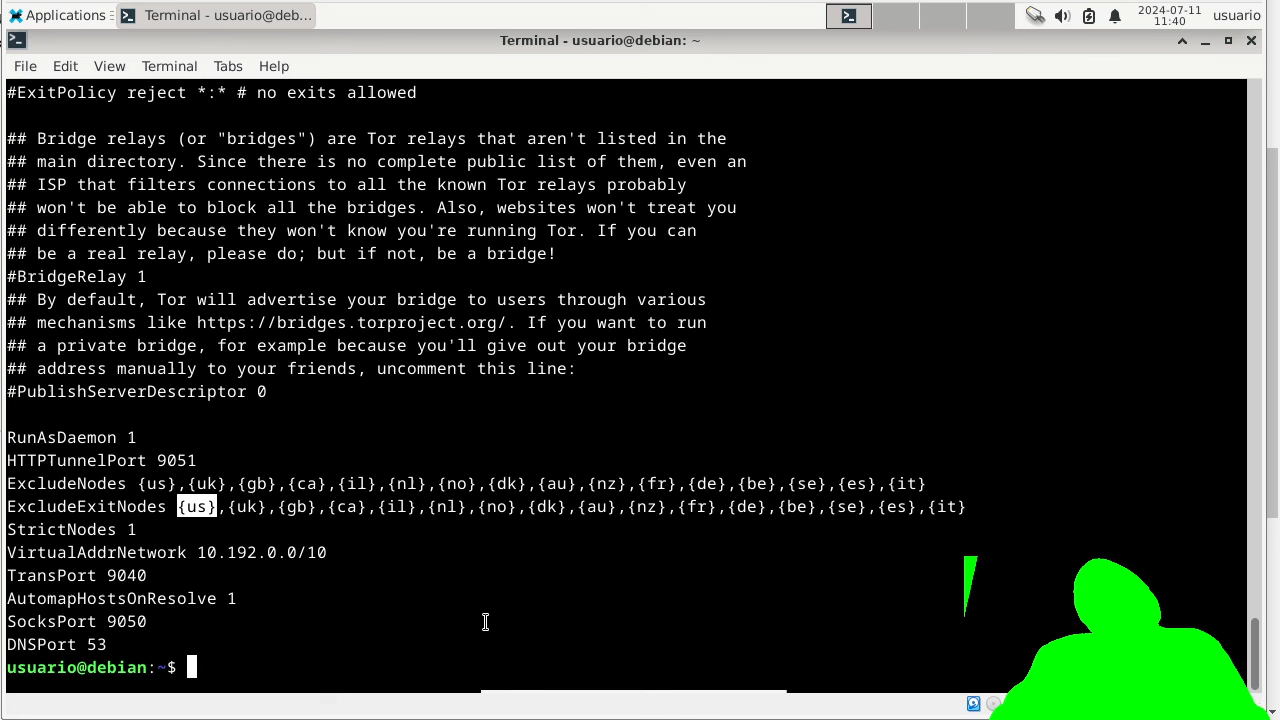 Applications
Terminal - usuario@deb...
2024-07-11
11:40
usuario
Terminal - usuario@debian: ~
File Edit View Terminal Tabs Help
#ExitPolicy reject *:* # no exits allowed
## Bridge relays (or "bridges") are Tor relays that aren't listed in the
## main directory. Since there is no complete public list of them, even an
## ISP that filters connections to all the known Tor relays probably
## won't be able to block all the bridges. Also, websites won't treat you
## differently because they won't know you're running Tor. If you can
## be a real relay, please do; but if not, be a bridge!
#BridgeRelay 1
## By default, Tor will advertise your bridge to users through various
## mechanisms like https://bridges.torproject.org/. If you want to run
## a private bridge, for example because you'll give out your bridge
## address manually to your friends, uncomment this line:
#PublishServerDescriptor 0
RunAsDaemon 1
HTTPTunnelPort 9051
ExcludeNodes {us},{uk},{gb},{ca},{il},{nl},{no},{dk},{au},{nz},{fr},{de},{be},{se},{es},{it}
ExcludeExitNodes {us},{uk},{gb},{ca},{il},{nl},{no},{dk},{au},{nz},{fr},{de},{be},{se},{es},{it}
StrictNodes 1
VirtualAddrNetwork 10.192.0.0/10
TransPort 9040
AutomapHostsOnResolve 1
SocksPort 9050
DNSPort 53
usuario@debian:~$